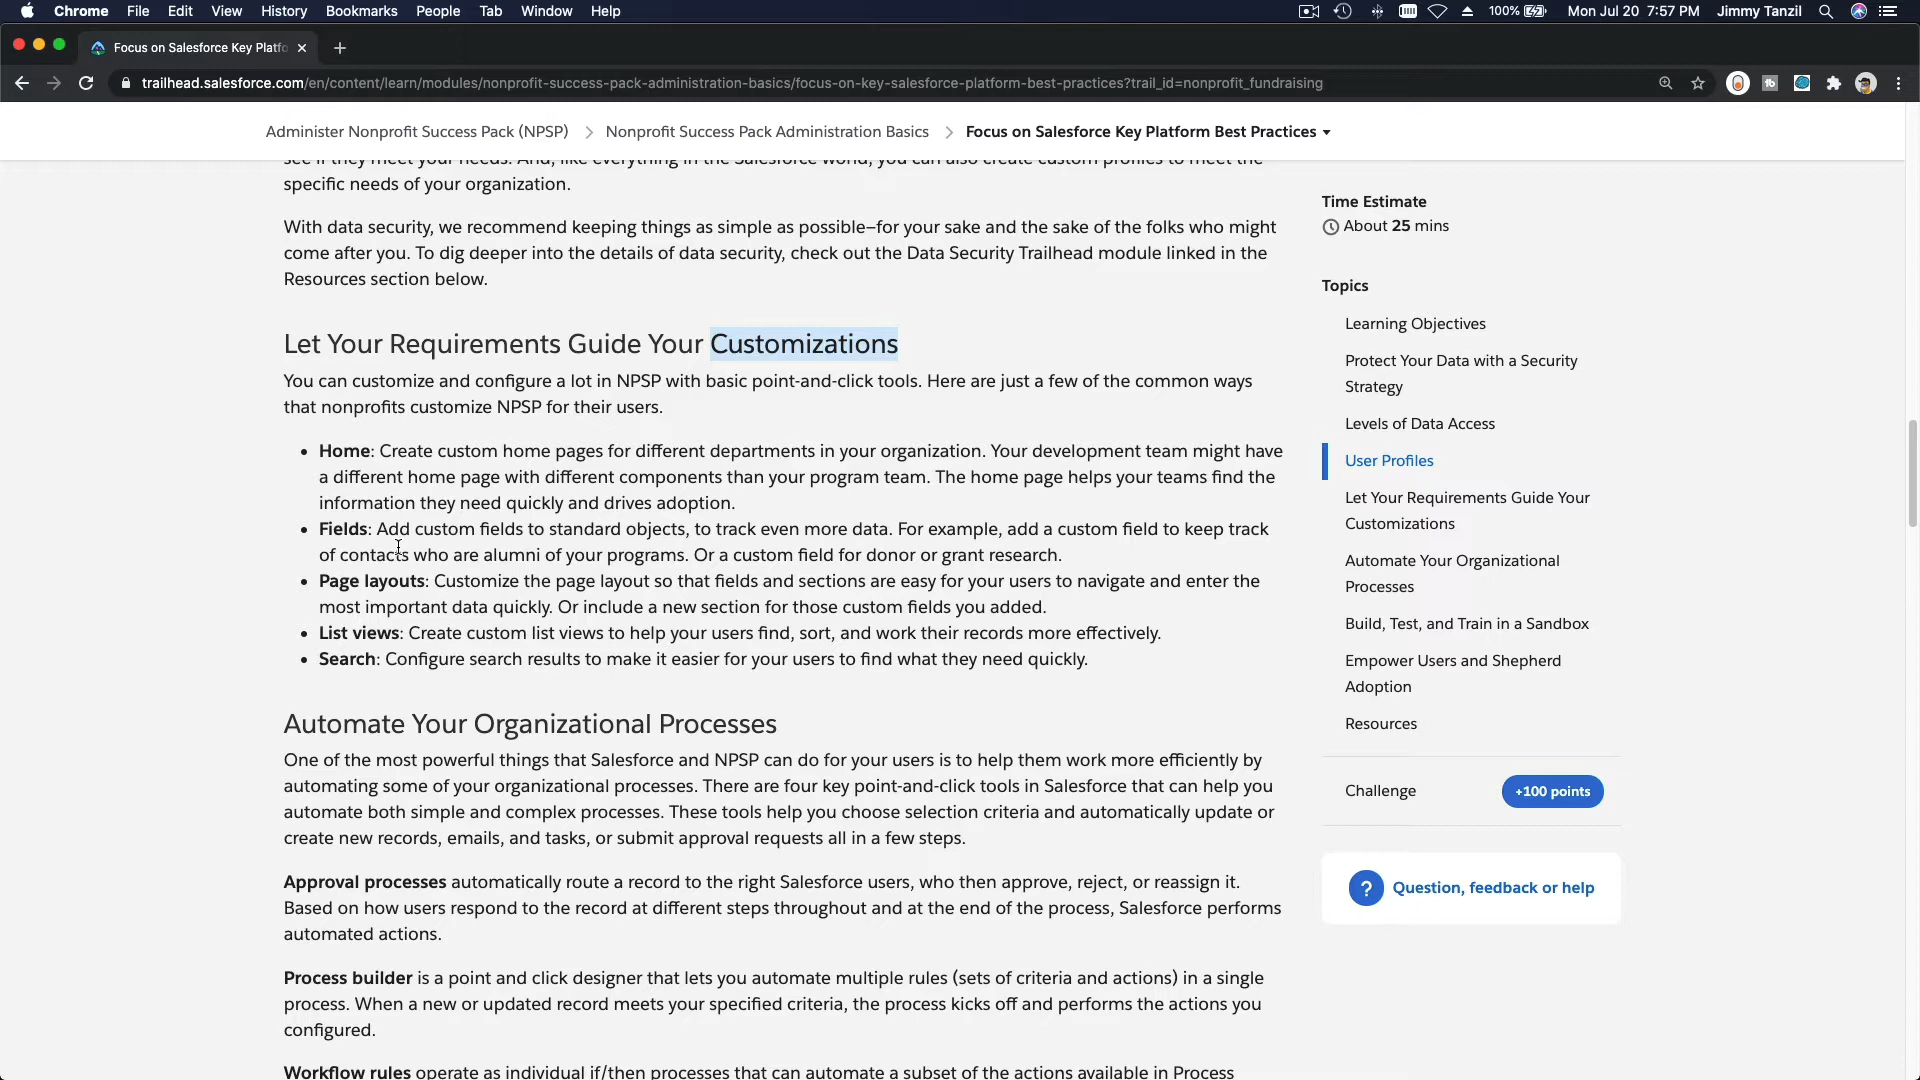 Chrome File Edit View History Bookmarks People Tab Window Help 100% Mon Jul 20 7:57 PM Jimmy Tanzil
Focus on Salesforce Key Platfo
trailhead.salesforce.com/en/content/learn/modules/nonprofit-success-pack-administration-basics/focus-on-key-salesforce-platform-best-practices?trail_id=nonprofit_fundraising
Administer Nonprofit Success Pack (NPSP) > Nonprofit Success Pack Administration Basics > Focus on Salesforce Key Platform Best Practices
see if they meet your needs. And, like everything in the Salesforce world, you can also create custom profiles to meet the
specific needs of your organization.
With data security, we recommend keeping things as simple as possible—for your sake and the sake of the folks who might
come after you. To dig deeper into the details of data security, check out the Data Security Trailhead module linked in the
Resources section below.
Let Your Requirements Guide Your Customizations
You can customize and configure a lot in NPSP with basic point-and-click tools. Here are just a few of the common ways
that nonprofits customize NPSP for their users.
• Home: Create custom home pages for different departments in your organization. Your development team might have
a different home page with different components than your program team. The home page helps your teams find the
information they need quickly and drives adoption.
• Fields: Add custom fields to standard objects, to track even more data. For example, add a custom field to keep track
of contacts who are alumni of your programs. Or a custom field for donor or grant research.
• Page layouts: Customize the page layout so that fields and sections are easy for your users to navigate and enter the
most important data quickly. Or include a new section for those custom fields you added.
• List views: Create custom list views to help your users find, sort, and work their records more effectively.
• Search: Configure search results to make it easier for your users to find what they need quickly.
Automate Your Organizational Processes
One of the most powerful things that Salesforce and NPSP can do for your users is to help them work more efficiently by
automating some of your organizational processes. There are four key point-and-click tools in Salesforce that can help you
automate both simple and complex processes. These tools help you choose selection criteria and automatically update or
create new records, emails, and tasks, or submit approval requests all in a few steps.
Approval processes automatically route a record to the right Salesforce users, who then approve, reject, or reassign it.
Based on how users respond to the record at different steps throughout and at the end of the process, Salesforce performs
automated actions.
Process builder is a point and click designer that lets you automate multiple rules (sets of criteria and actions) in a single
process. When a new or updated record meets your specified criteria, the process kicks off and performs the actions you
configured.
Workflow rules operate as individual if/then processes that can automate a subset of the actions available in Process
Time Estimate
About 25 mins
Topics
Learning Objectives
Protect Your Data with a Security
Strategy
Levels of Data Access
User Profiles
Let Your Requirements Guide Your
Customizations
Automate Your Organizational
Processes
Build, Test, and Train in a Sandbox
Empower Users and Shepherd
Adoption
Resources
Challenge +100 points
? Question, feedback or help